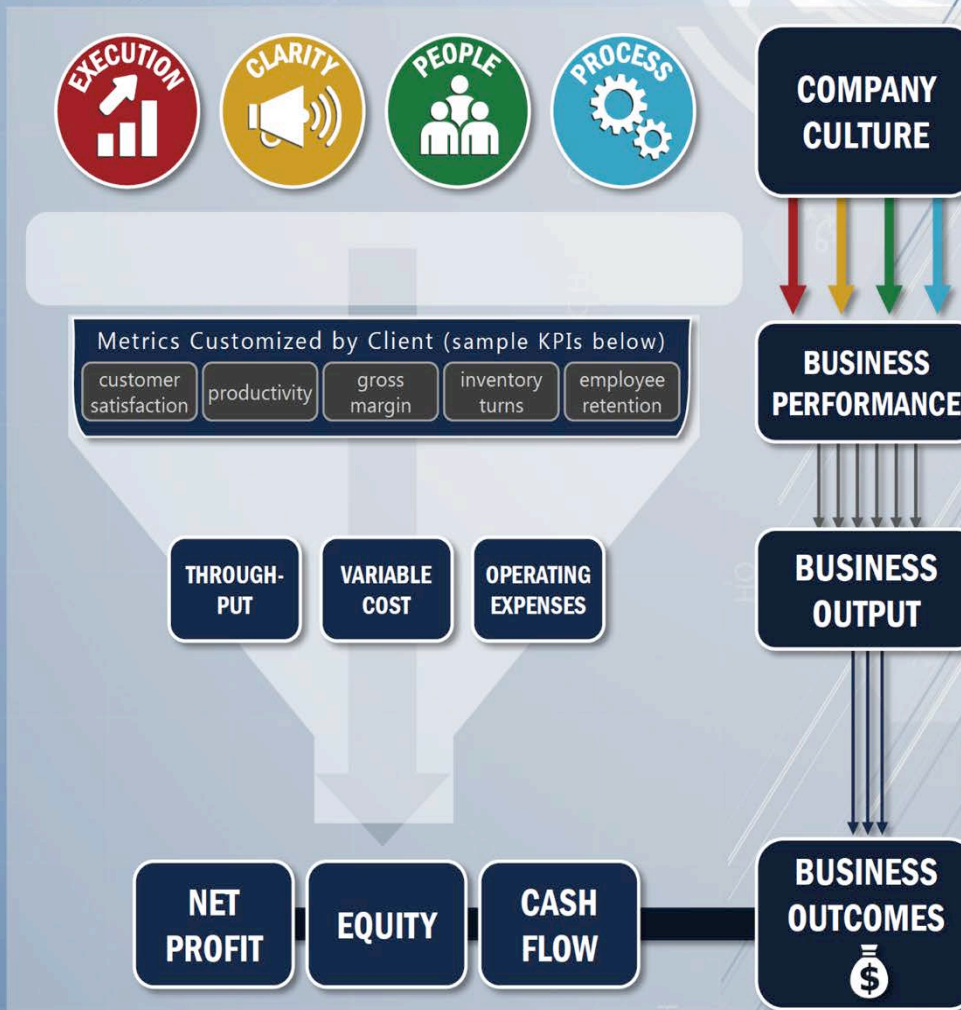 EXECUTION
CLARITY
PEOPLE
PROCESS
COMPANY
CULTURE
Metrics Customized by Client (sample KPIs below)
customer
satisfaction
productivity
gross
margin
inventory
turns
employee
retention
BUSINESS
PERFORMANCE
THROUGH-
PUT
VARIABLE
COST
OPERATING
EXPENSES
BUSINESS
OUTPUT
NET
PROFIT
EQUITY
CASH
FLOW
BUSINESS
OUTCOMES
$